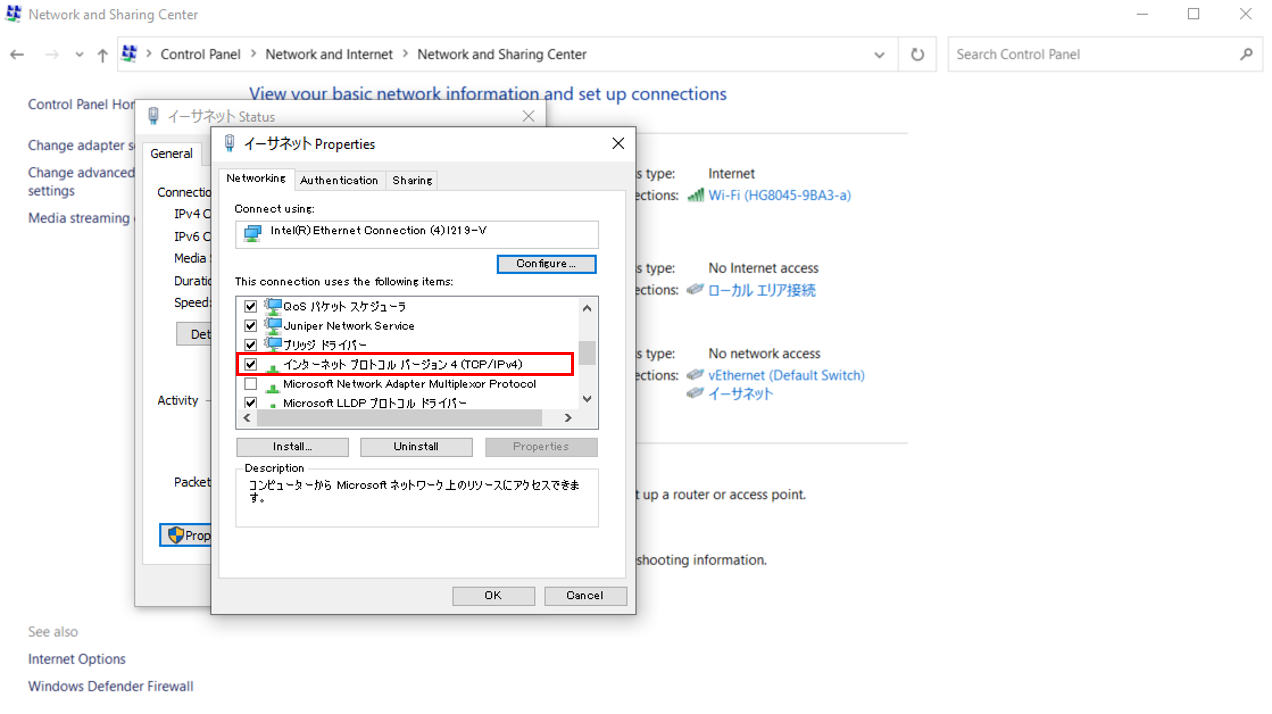 Network and Sharing Center
Control Panel > Network and Internet > Network and Sharing Center
Search Control Panel
View your basic network information and set up connections
Control Panel
Change adapter
Change advanced
settings
Media streaming
イーサネット Status
General
IPv4
IPv6
Media
Speed:
Activity
イーサネット Properties
Networking
Authentication
Sharing
Connect using:
Intel(R) Ethernet Connection (4) I219-V
Configure...
This connection uses the following items:
QoS パケット スケジューラ
Juniper Network Service
ブリッジ ドライバー
インターネット プロトコル バージョン 4 (TCP/IPv4)
Microsoft Network Adapter Multiplexor Protocol
Microsoft LLDP プロトコル ドライバー
Install...
Uninstall
Properties
Description
コンピューターから Microsoft ネットワーク上のリソースにアクセスできま
す。
OK
Cancel
type: Internet
Wi-Fi (HG8045-9BA3-a)
type: No Internet access
ローカル エリア接続
type: No network access
vEthernet (Default Switch)
イーサネット
up a router or access point.
information.
See also
Internet Options
Windows Defender Firewall